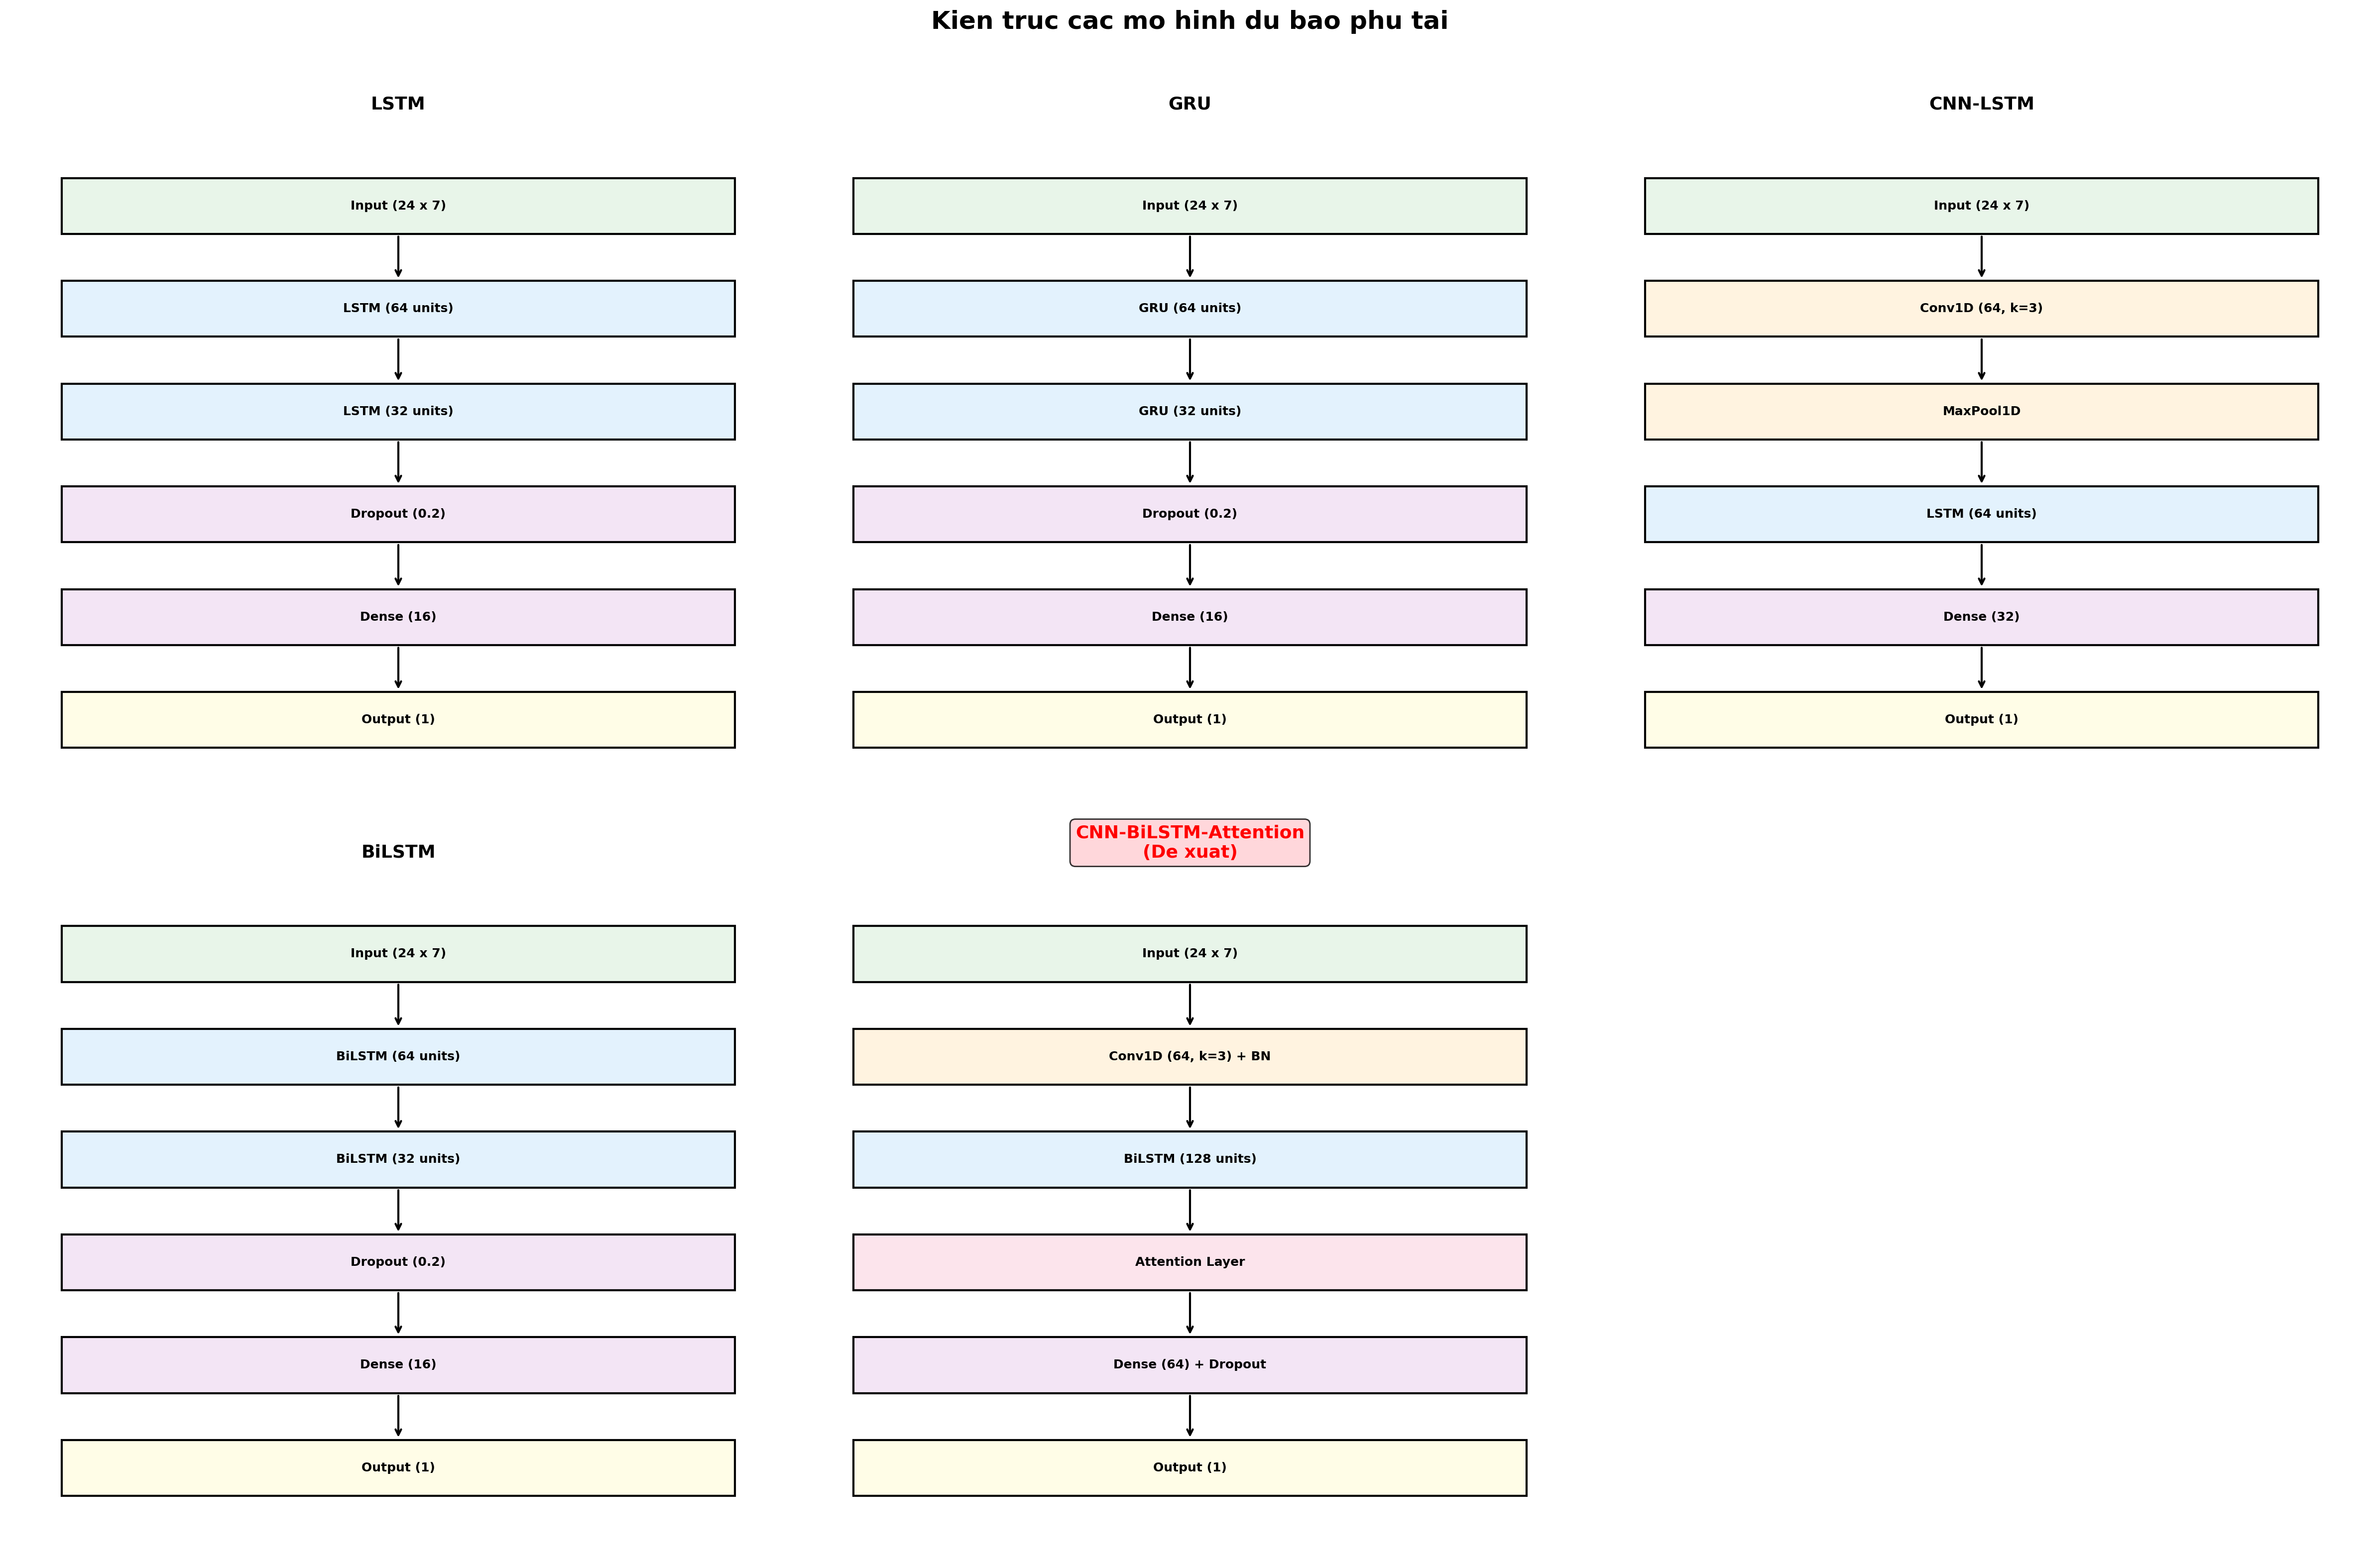 Kien truc cac mo hinh du bao phu tai
LSTM
Input (24 x 7)
LSTM (64 units)
LSTM (32 units)
Dropout (0.2)
Dense (16)
Output (1)
GRU
Input (24 x 7)
GRU (64 units)
GRU (32 units)
Dropout (0.2)
Dense (16)
Output (1)
CNN-LSTM
Input (24 x 7)
Conv1D (64, k=3)
MaxPool1D
LSTM (64 units)
Dense (32)
Output (1)
BiLSTM
Input (24 x 7)
BiLSTM (64 units)
BiLSTM (32 units)
Dropout (0.2)
Dense (16)
Output (1)
CNN-BiLSTM-Attention
(De xuat)
Input (24 x 7)
Conv1D (64, k=3) + BN
BiLSTM (128 units)
Attention Layer
Dense (64) + Dropout
Output (1)